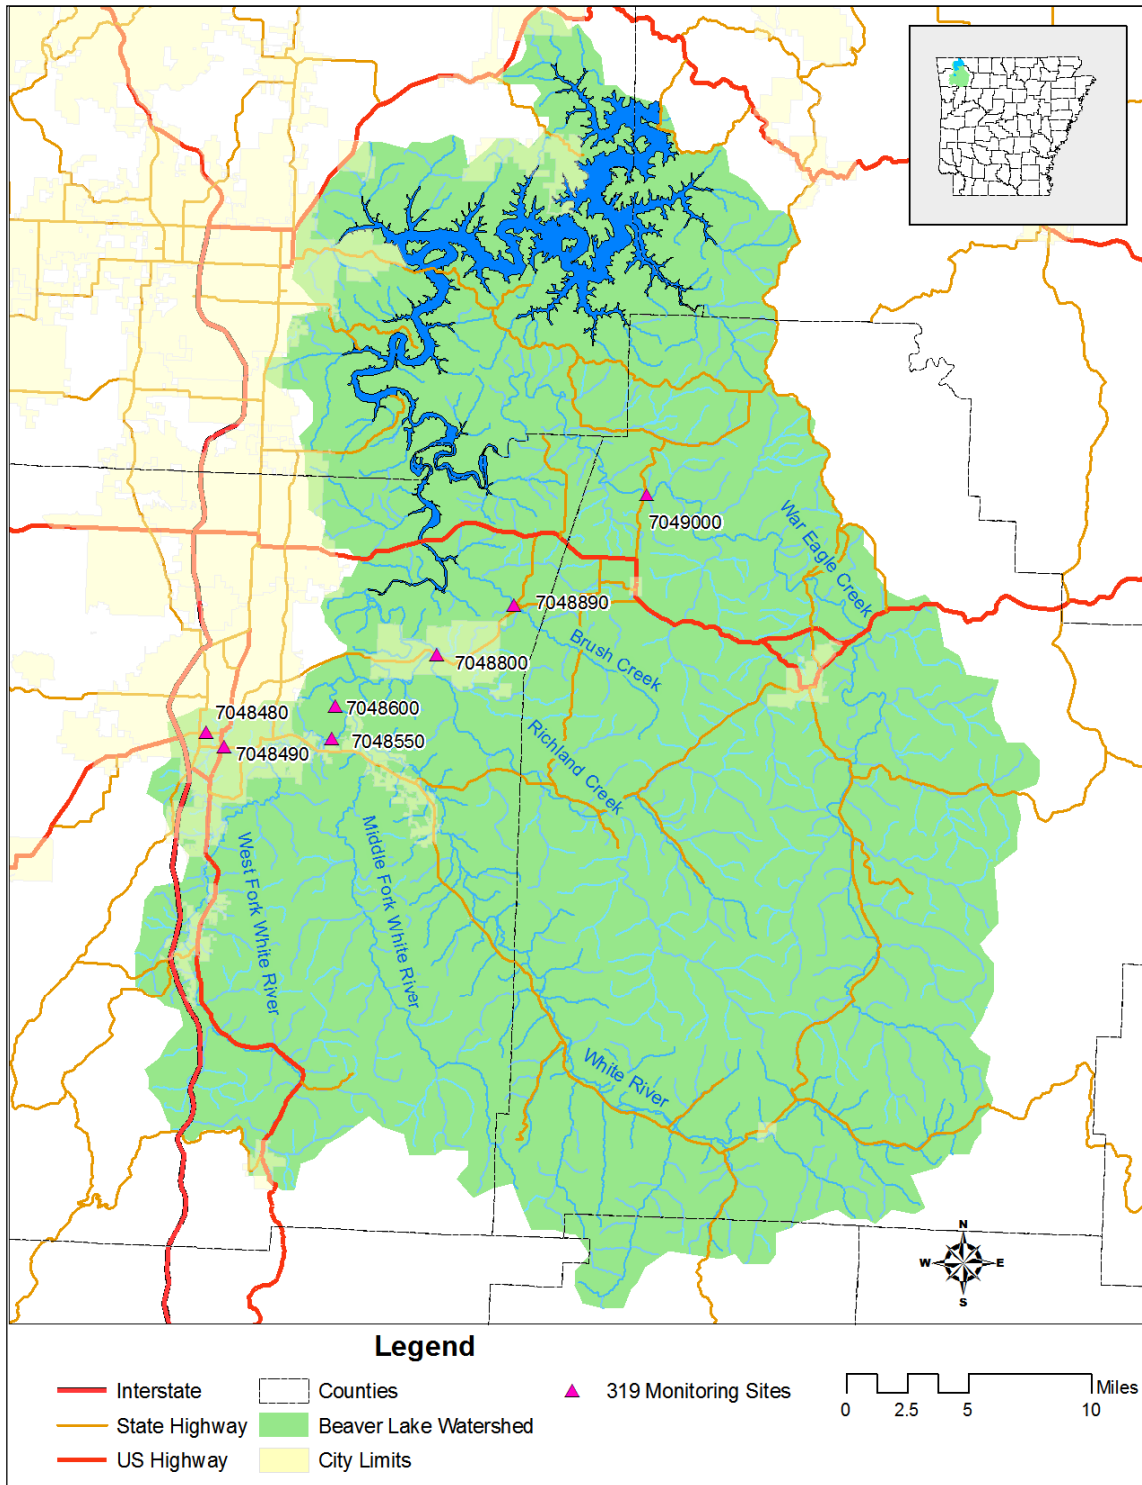 7049000
War Eagle Creek
7048890
Brush Creek
7048800
7048600
7048480
7048550
7048490
Richland Creek
West Fork White River
Middle Fork White River
White River
N
W E
S
Legend
Interstate
Counties
319 Monitoring Sites
Miles
0 2.5 5 10
State Highway
Beaver Lake Watershed
US Highway
City Limits